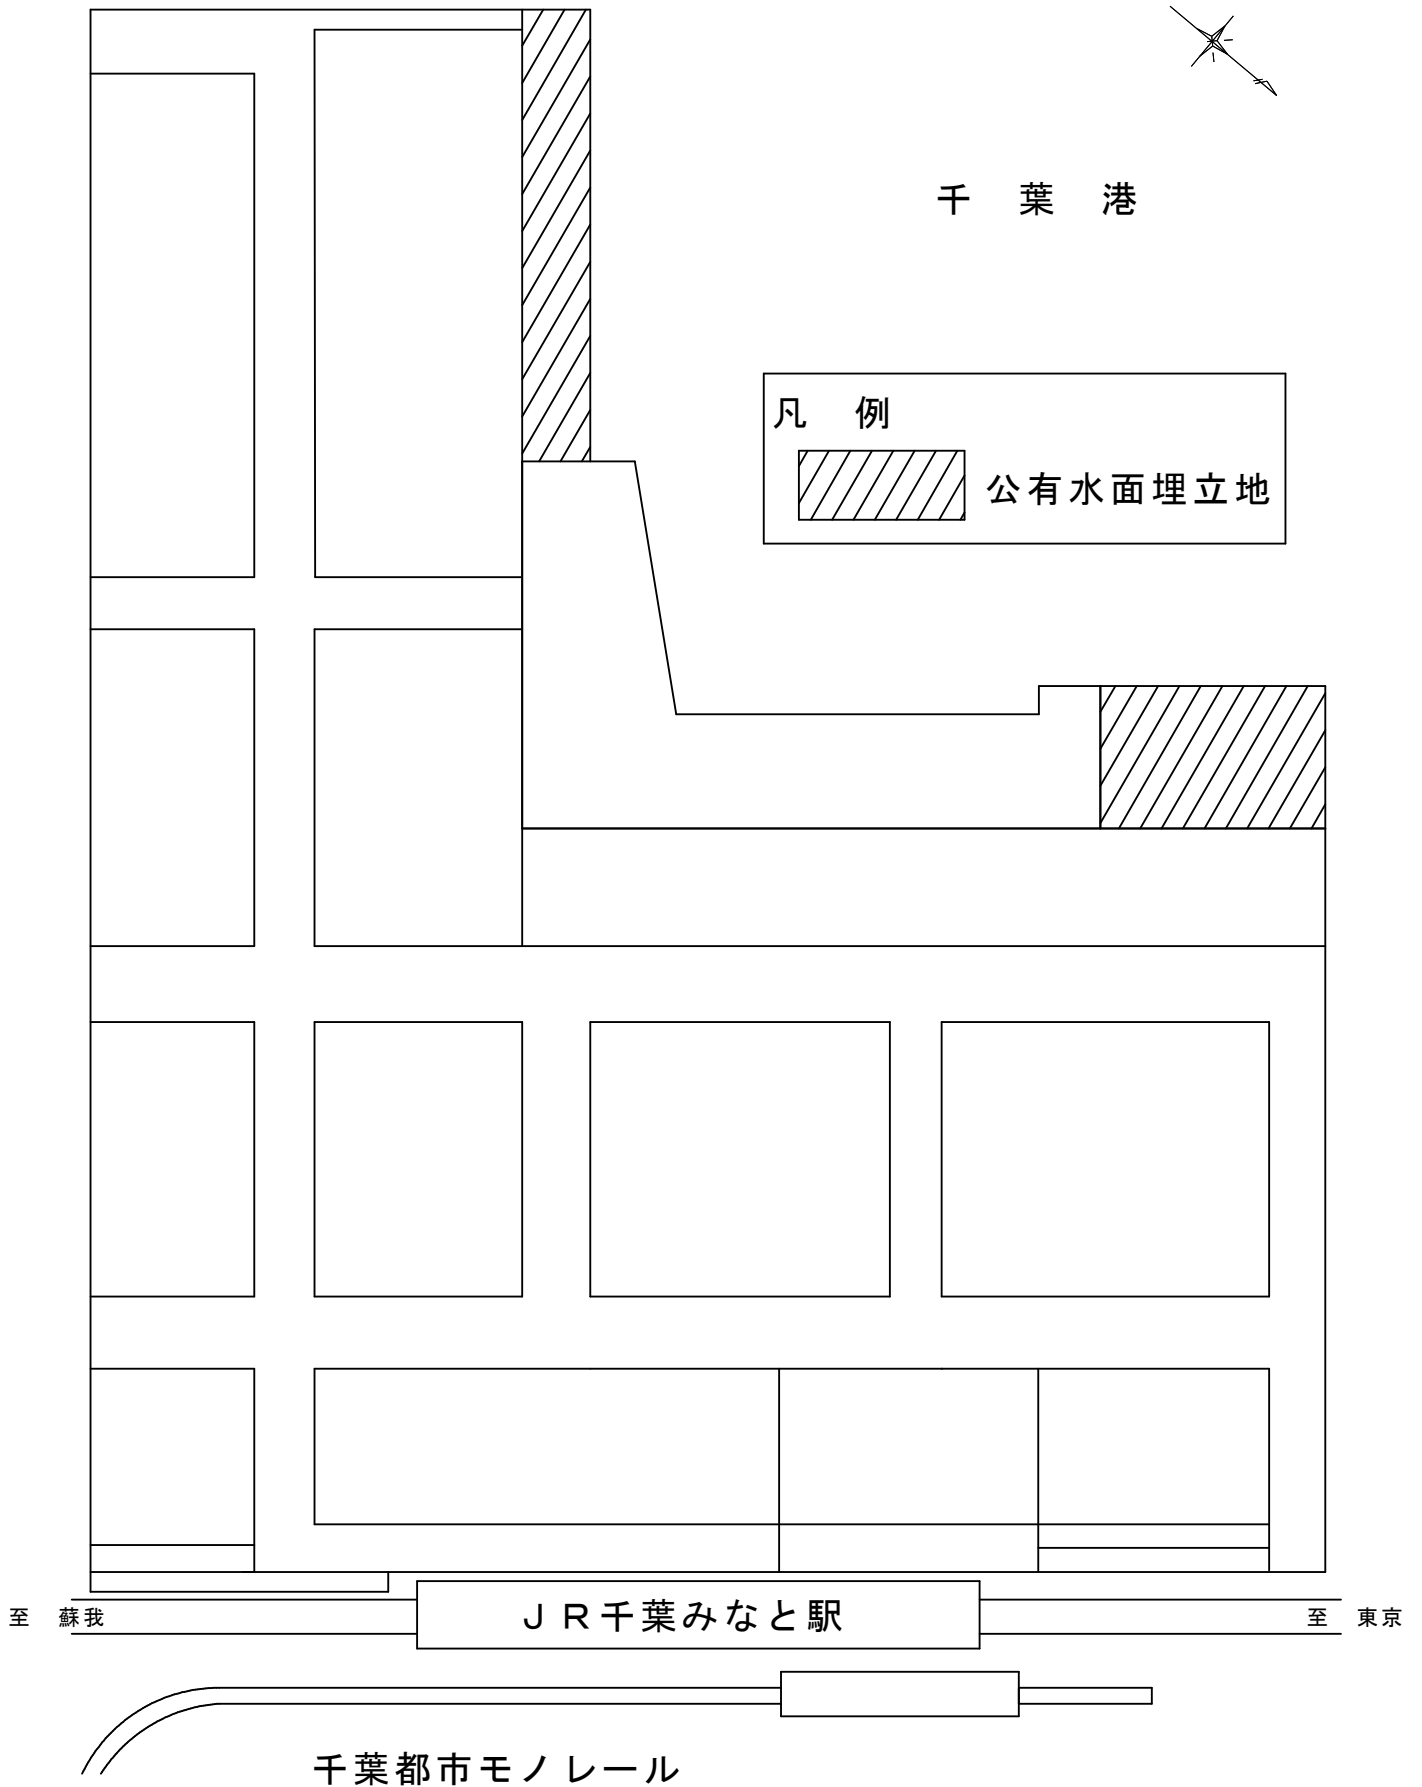 千 葉 港
凡 例
公有水面埋立地
至 蘇我
ＪＲ千葉みなと駅
至 東京
千葉都市モノレール